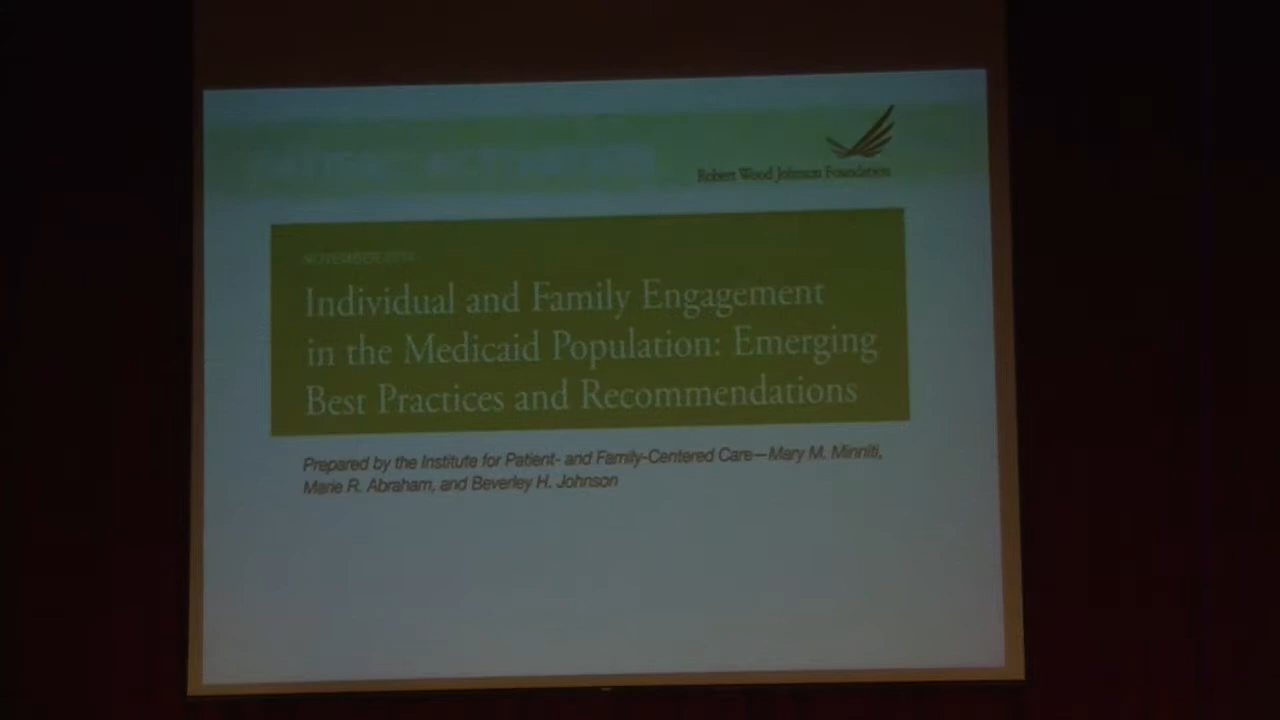 Robert Wood Johnson Foundation
NOVEMBER
Individual and Family Engagement
in the Medicaid Population: Emerging
Best Practices and Recommendations
Prepared by the Institute for Patient- and Family-Centered Care—Mary M. Minniti,
Marie R. Abraham, and Beverley H. Johnson